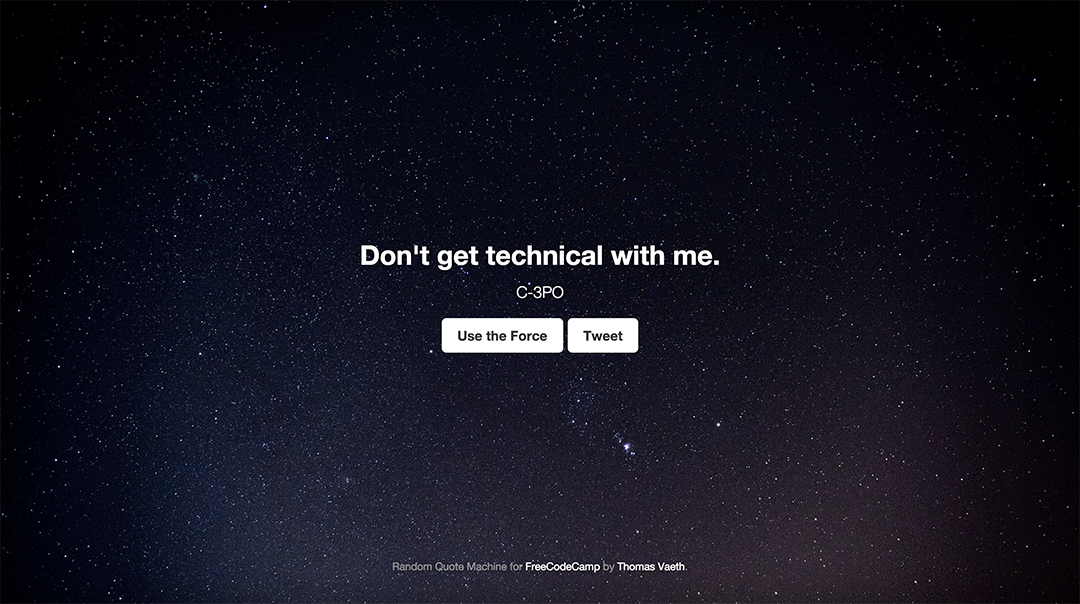 Don't get technical with me.
C-3PO
Use the Force
Tweet
Random Quote Machine for FreeCodeCamp by Thomas Vaeth.